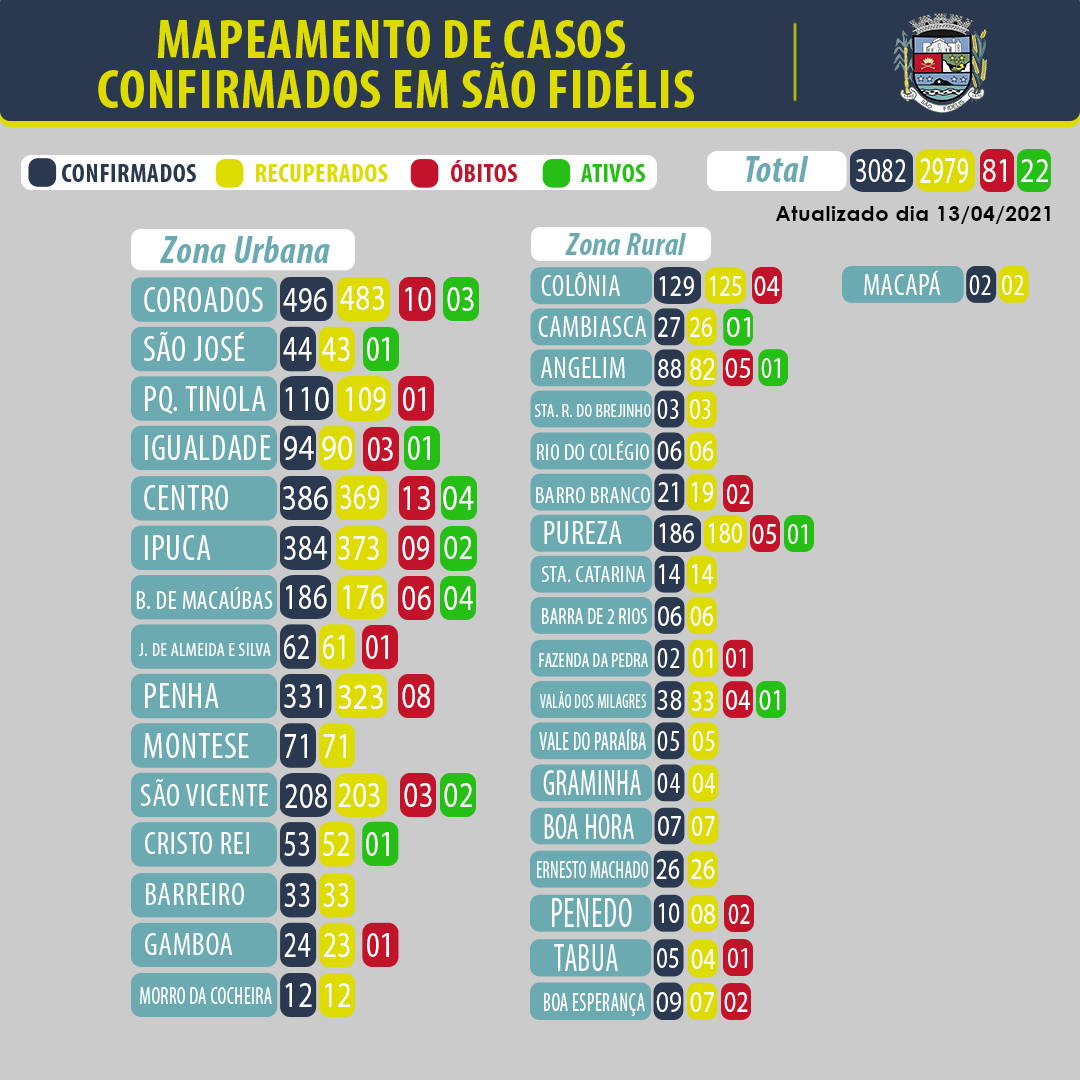 MAPEAMENTO DE CASOS
CONFIRMADOS EM SÃO FIDÉLIS
SÃO FIDÉLIS
CONFIRMADOS RECUPERADOS ÓBITOS ATIVOS
Total 3082 2979 81 22
Atualizado dia 13/04/2021
Zona Urbana
COROADOS 496 483 10 03
SÃO JOSÉ 44 43 01
PQ. TINOLA 110 109 01
IGUALDADE 94 90 03 01
CENTRO 386 369 13 04
IPUCA 384 373 09 02
B. DE MACAÚBAS 186 176 06 04
J. DE ALMEIDA E SILVA 62 61 01
PENHA 331 323 08
MONTESE 71 71
SÃO VICENTE 208 203 03 02
CRISTO REI 53 52 01
BARREIRO 33 33
GAMBOA 24 23 01
MORRO DA COCHEIRA 12 12
Zona Rural
COLÔNIA 129 125 04
CAMBIASCA 27 26 01
ANGELIM 88 82 05 01
STA. R. DO BREJINHO 03 03
RIO DO COLÉGIO 06 06
BARRO BRANCO 21 19 02
PUREZA 186 180 05 01
STA. CATARINA 14 14
BARRA DE 2 RIOS 06 06
FAZENDA DA PEDRA 02 01 01
VALÃO DOS MILAGRES 38 33 04 01
VALE DO PARAÍBA 05 05
GRAMINHA 04 04
BOA HORA 07 07
ERNESTO MACHADO 26 26
PENEDO 10 08 02
TABUA 05 04 01
BOA ESPERANÇA 09 07 02
MACAPÁ 02 02